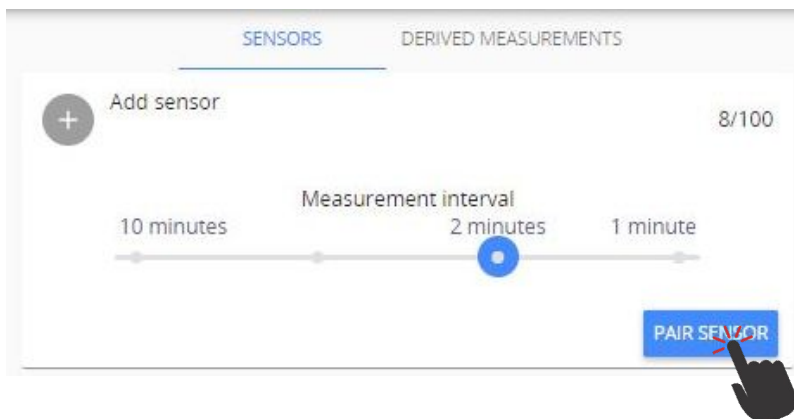 SENSORS DERIVED MEASUREMENTS
Add sensor
8/100
Measurement interval
10 minutes 2 minutes 1 minute
PAIR SENSOR